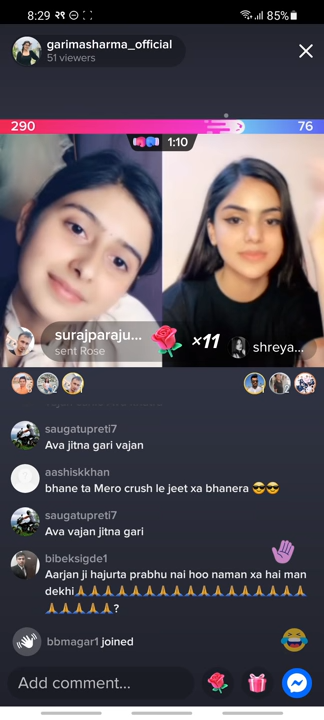 8:29 २९
85%
garimasharma_official
51 viewers
290
76
1:10
surajparaju...
sent Rose
×11
shreya...
saugatupreti7
Ava jitna gari vajan
aashiskkhan
bhane ta Mero crush le jeet xa bhanera 😎😎
saugatupreti7
Ava vajan jitna gari
bibeksigde1
Aarjan ji hajurta prabhu nai hoo naman xa hai man
dekhi🙏🙏🙏🙏🙏🙏🙏🙏🙏🙏🙏🙏🙏🙏🙏🙏🙏
🙏🙏🙏🙏🙏?
bbmagar1 joined
Add comment...